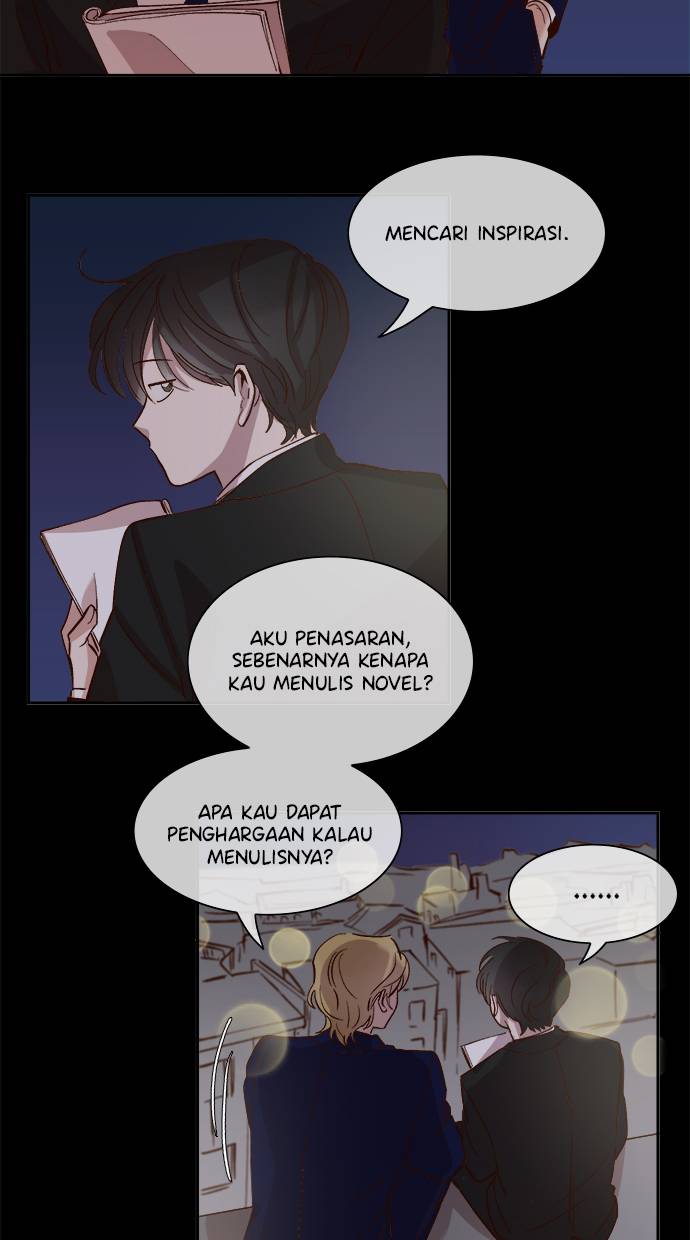 MENCARI INSPIRASI.
AKU PENASARAN,
SEBENARNYA KENAPA
KAU MENULIS NOVEL?
APA KAU DAPAT
PENGHARGAAN KALAU
MENULISNYA?
......